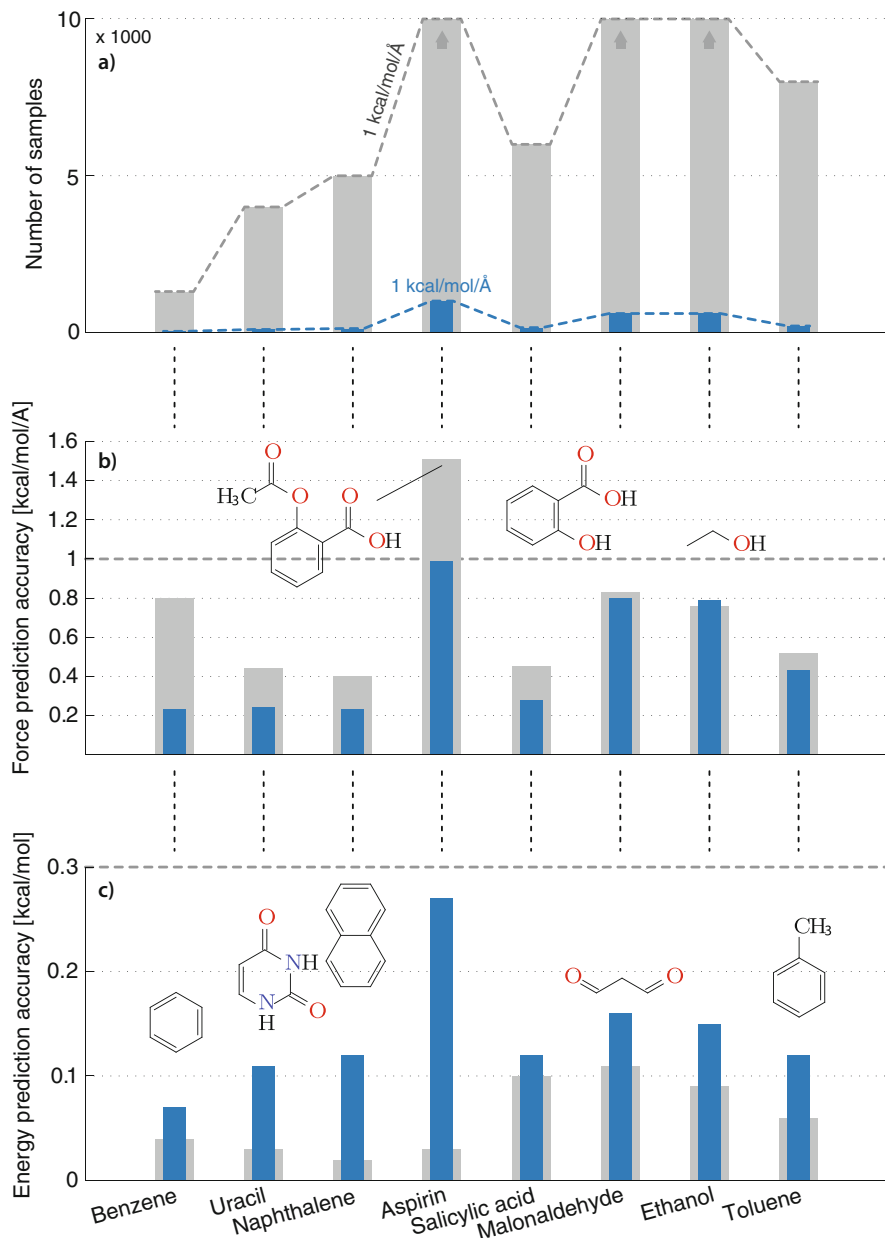 10
x 1000
a)
1 kcal/mol/Å
Number of samples
5
1 kcal/mol/Å
0
Force prediction accuracy [kcal/mol/A]
1.6
b)
1.4
1.2
1
0.8
0.6
0.4
0.2
O
H₃C
O
O
OH
O
OH
OH
OH
Energy prediction accuracy [kcal/mol]
0.3
c)
0.2
0.1
0
O
N
H
N
H
O
O
O
CH₃
Benzene
Uracil
Naphthalene
Aspirin
Salicylic acid
Malonaldehyde
Ethanol
Toluene